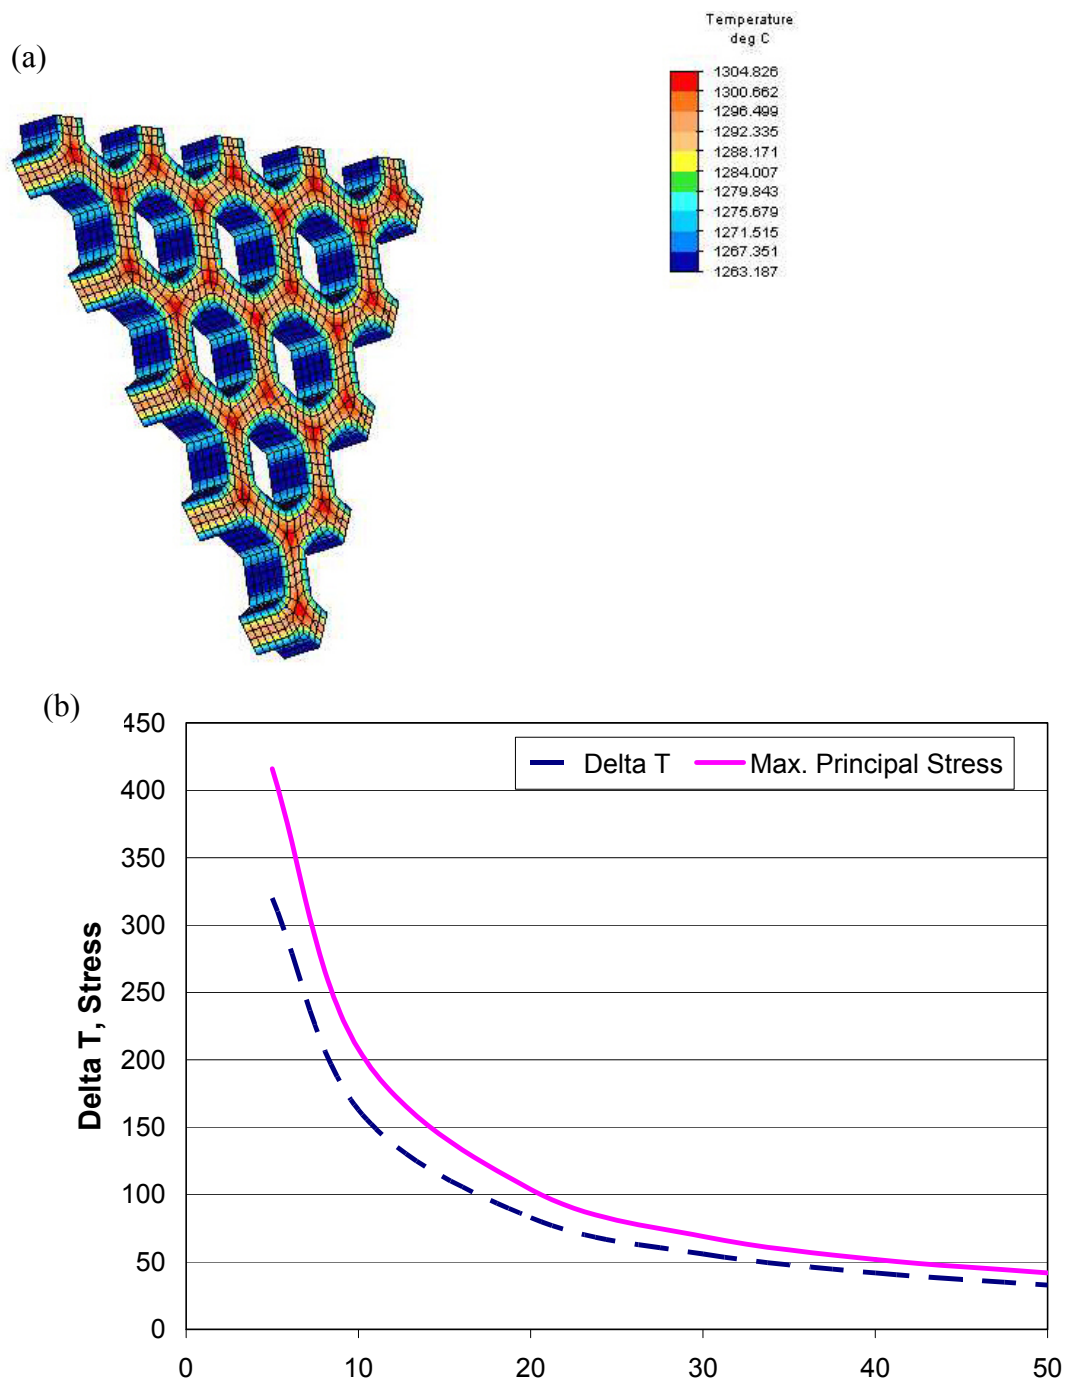 Temperature
deg C
(a)
1304.826
1300.662
1296.499
1292.335
1288.171
1284.007
1279.843
1275.679
1271.515
1267.351
1263.187
(b)
450
400
350
300
250
200
150
100
50
0
Delta T, Stress
Delta T
Max. Principal Stress
0 10 20 30 40 50